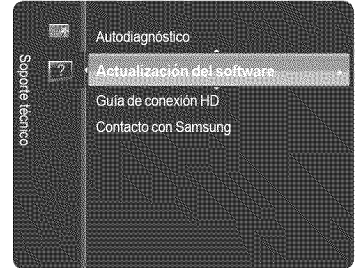 Soporte técnico
Autodiagnóstico
Actualización del software
Guía de conexión HD
Contacto con Samsung